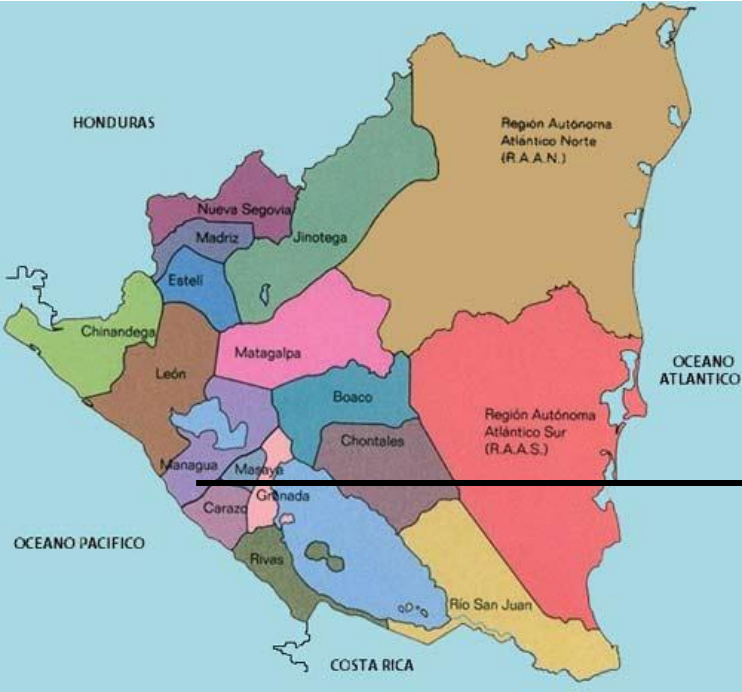 HONDURAS
Región Autónoma
Atlántico Norte
(R.A.A.N.)
Nueva Segovia
Madriz
Jinotega
Estelí
Chinandega
Matagalpa
León
OCEANO
ATLANTICO
Boaco
Región Autónoma
Atlántico Sur
(R.A.A.S.)
Chontales
Managua
Masaya
Granada
Carazo
OCEANO PACIFICO
Rivas
Río San Juan
COSTA RICA